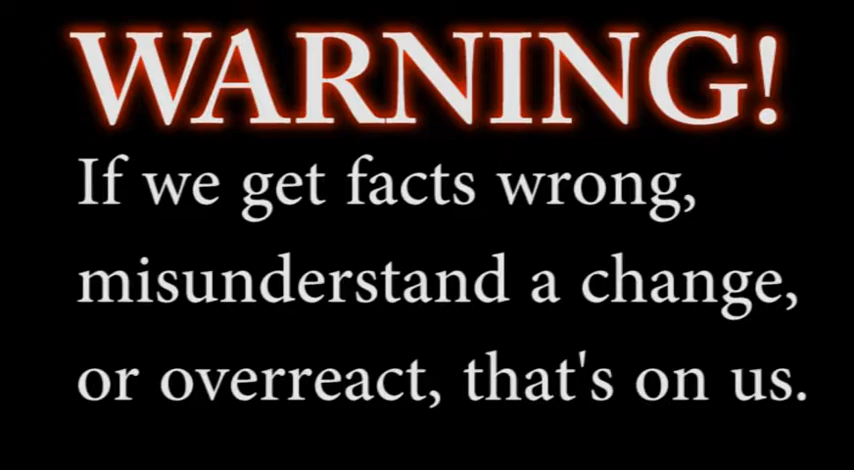 WARNING!
If we get facts wrong,
misunderstand a change,
or overreact, that's on us.